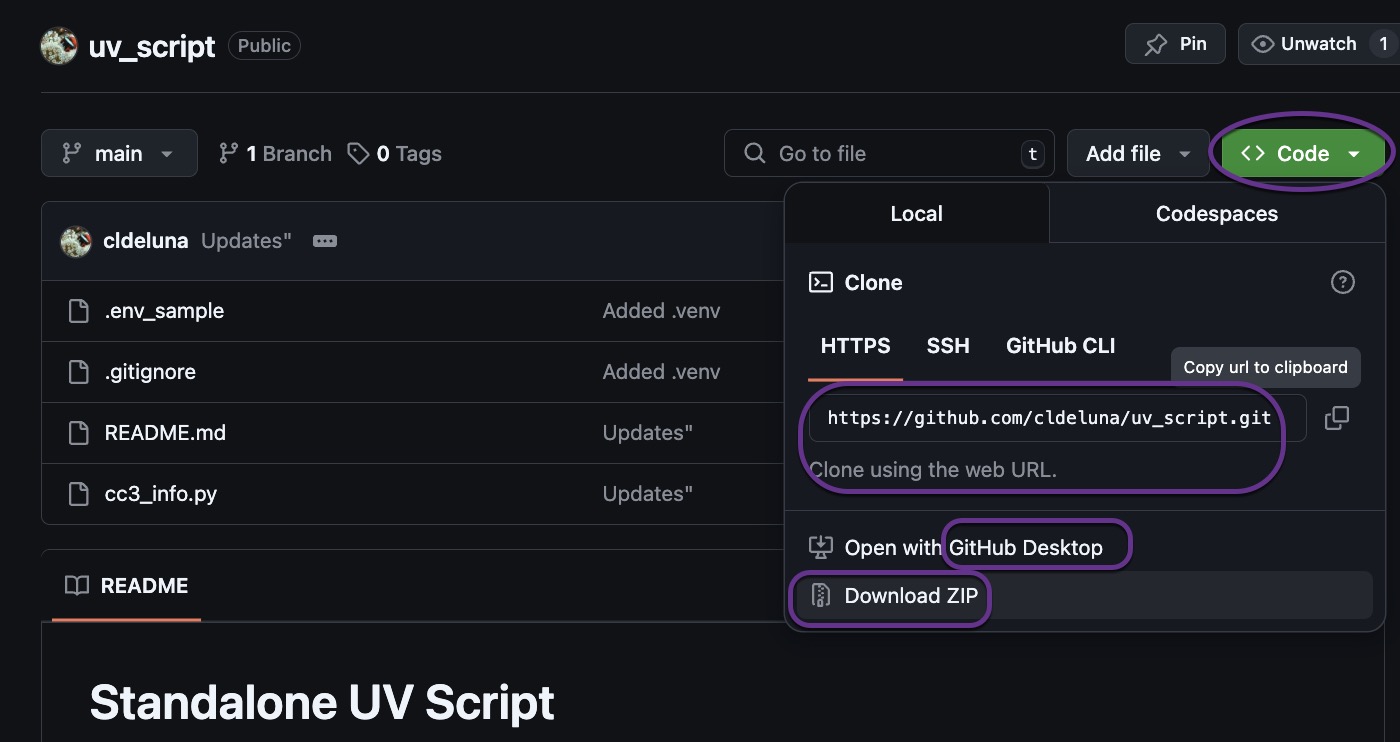 uv_script Public Pin Unwatch 1
main 1 Branch 0 Tags Go to file t Add file <> Code
Local Codespaces
cldeluna Updates"
Clone
.env_sample Added .venv
HTTPS SSH GitHub CLI
Copy url to clipboard
.gitignore Added .venv
https://github.com/cldeluna/uv_script.git
README.md Updates"
Clone using the web URL.
cc3_info.py Updates"
Open with GitHub Desktop
README
Download ZIP
Standalone UV Script